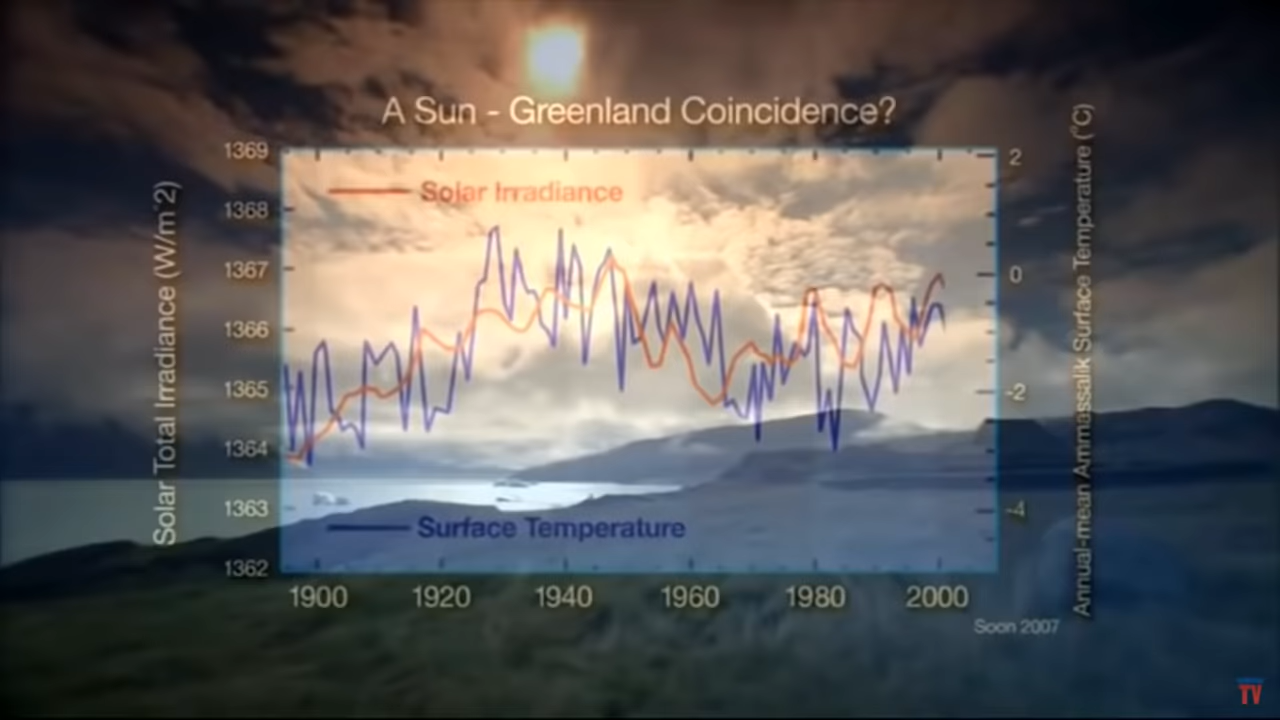 A Sun - Greenland Coincidence?
Solar Total Irradiance (W/m^2)
1369
1368
1367
1366
1365
1364
1363
1362
Solar Irradiance
Surface Temperature
1900 1920 1940 1960 1980 2000
2
0
-2
-4
Annual-mean Ammassalik Surface Temperature (°C)
Soon 2007
TV